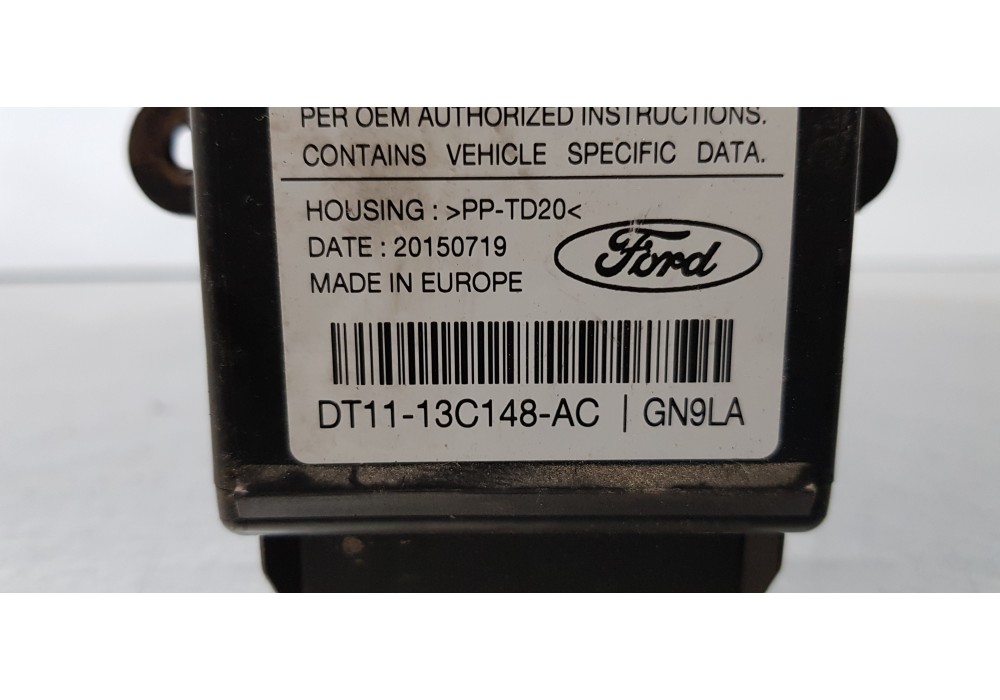 PER OEM AUTHORIZED INSTRUCTIONS.
CONTAINS VEHICLE SPECIFIC DATA.
HOUSING : >PP-TD20<
DATE : 20150719
MADE IN EUROPE
Ford
DT11-13C148-AC | GN9LA